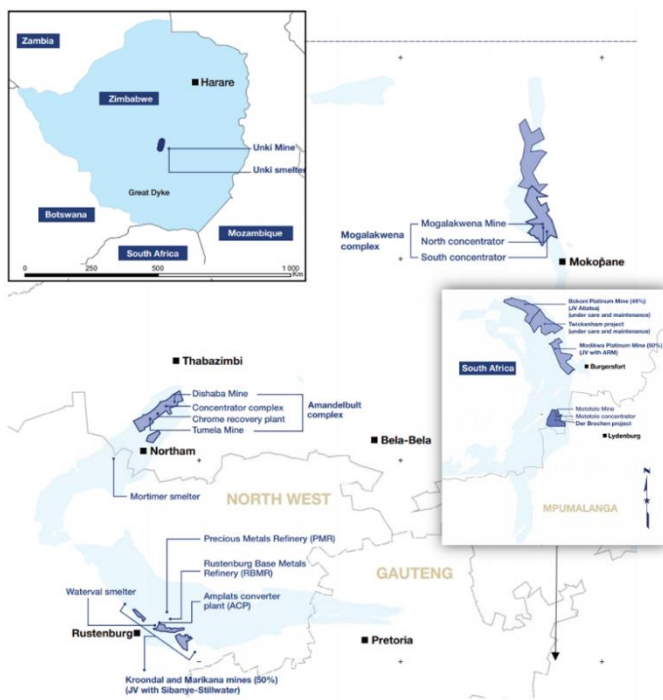 Zambia
Harare
Zimbabwe
Unki Mine
Unki smelter
Great Dyke
Botswana
Mozambique
South Africa
0
250
500
750
1 000
Km
Mogalakwena Mine
Mogalakwena
complex
North concentrator
South concentrator
Mokopane
Bokoni Platinum Mine (49%)
(JV Atlatsa)
(under care and maintenance)
Twickenham project
(under care and maintenance)
Modikwa Platinum Mine (50%)
(JV with ARM)
South Africa
Burgersfort
Mototolo Mine
Mototolo concentrator
Der Brochen project
Lydenburg
N
MPUMALANGA
Thabazimbi
Dishaba Mine
Concentrator complex
Chrome recovery plant
Tumela Mine
Amandelbult
complex
Northam
Bela-Bela
Mortimer smelter
NORTH WEST
Precious Metals Refinery (PMR)
Rustenburg Base Metals
Refinery (RBMR)
GAUTENG
Waterval smelter
Amplats converter
plant (ACP)
Rustenburg
Pretoria
Kroondal and Marikana mines (50%)
(JV with Sibanye-Stillwater)